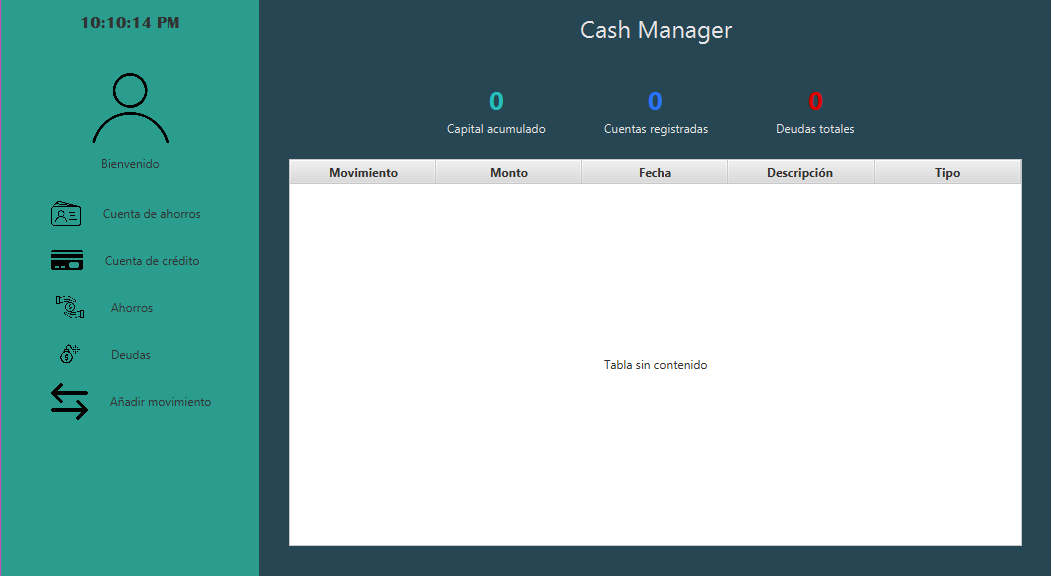 10:10:14 PM
Bienvenido
Cuenta de ahorros
Cuenta de crédito
Ahorros
Deudas
Añadir movimiento
Cash Manager
0 0 0
Capital acumulado Cuentas registradas Deudas totales
Movimiento Monto Fecha Descripción Tipo
Tabla sin contenido